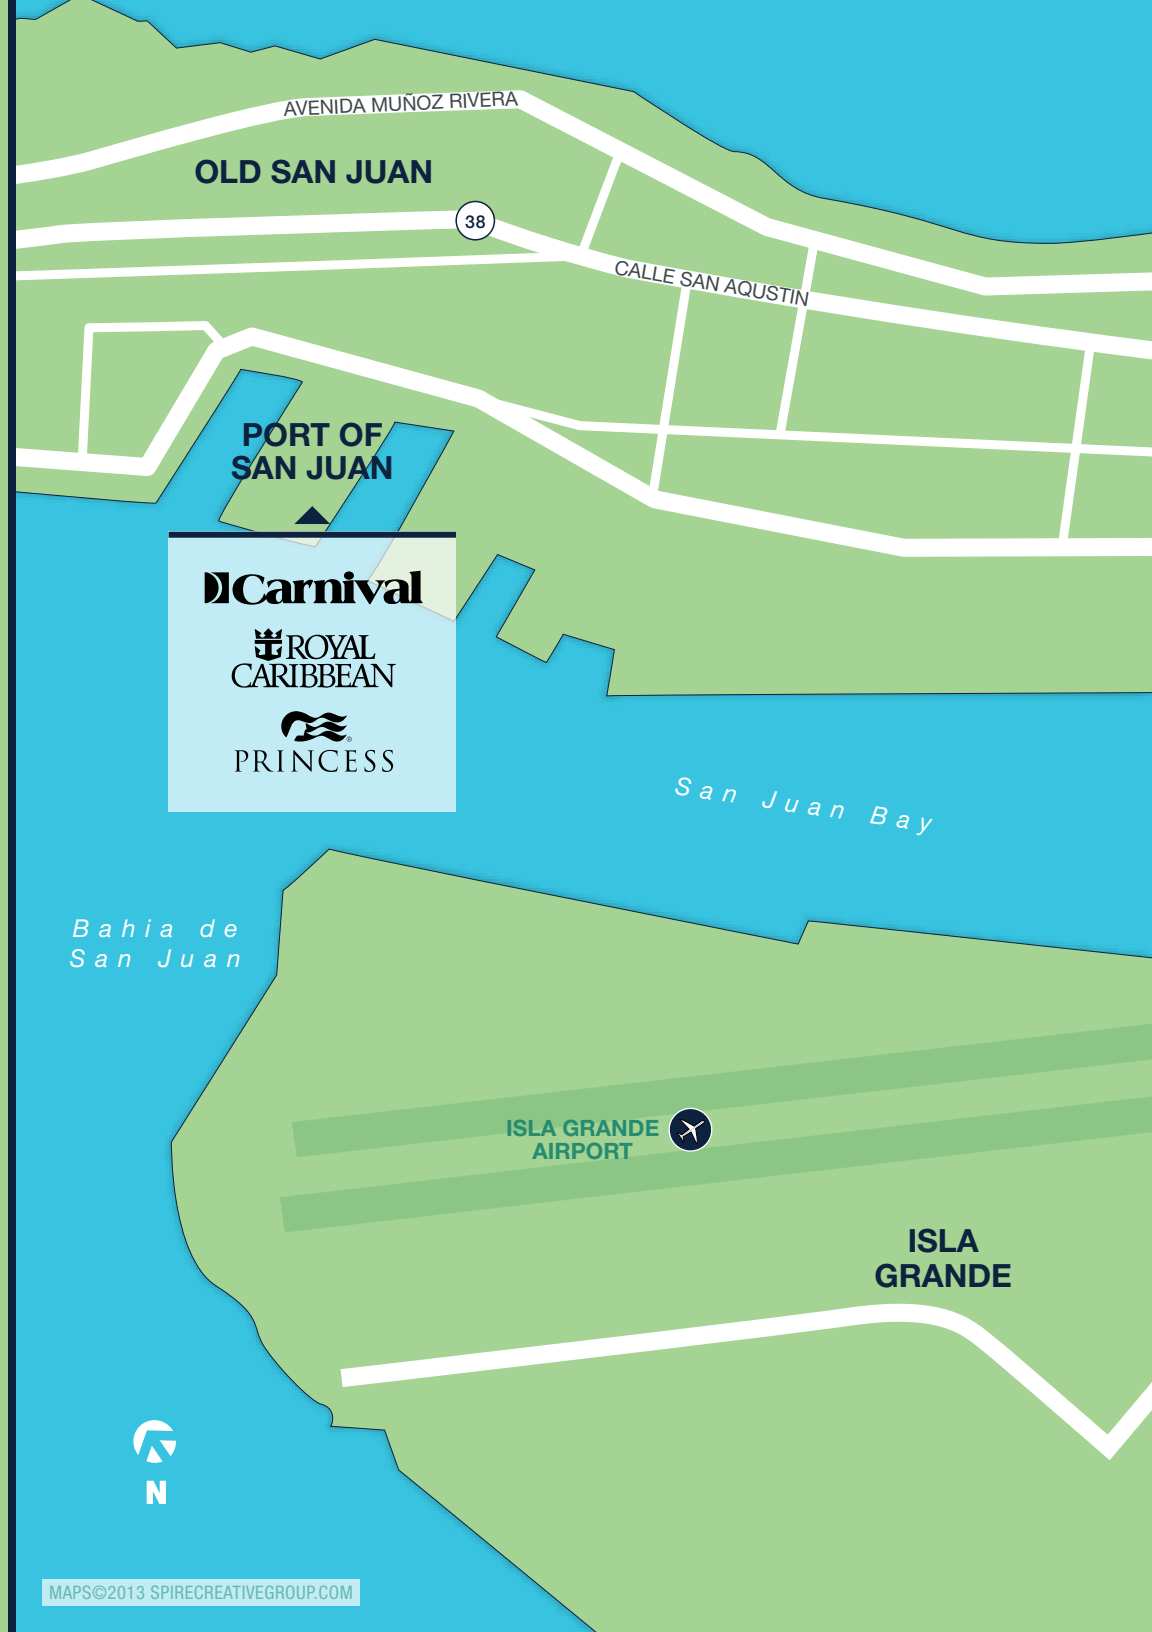 AVENIDA MUÑOZ RIVERA
OLD SAN JUAN
38
CALLE SAN AQUSTIN
PORT OF
SAN JUAN
Carnival
ROYAL
CARIBBEAN
PRINCESS®
San Juan Bay
Bahia de
San Juan
ISLA GRANDE
AIRPORT
ISLA
GRANDE
N
MAPS©2013 SPIRECREATIVEGROUP.COM